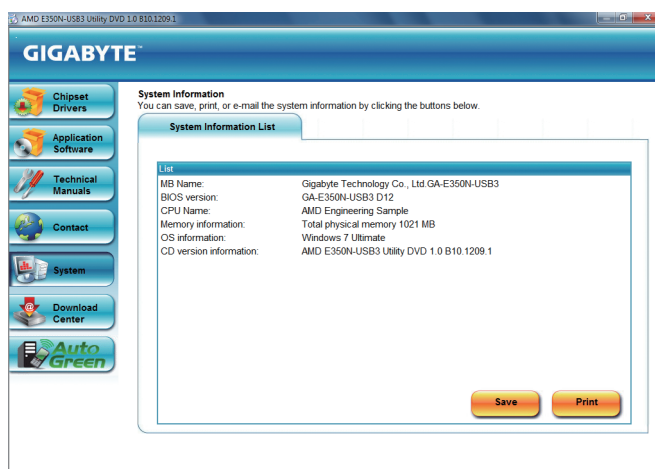 AMD E350N-USB3 Utility DVD 1.0 B10.1209.1
GIGABYTE™
Chipset
Drivers
Application
Software
Technical
Manuals
Contact
System
Download
Center
Auto
Green
System Information
You can save, print, or e-mail the system information by clicking the buttons below.
System Information List
List
MB Name: Gigabyte Technology Co., Ltd.GA-E350N-USB3
BIOS version: GA-E350N-USB3 D12
CPU Name: AMD Engineering Sample
Memory information: Total physical memory 1021 MB
OS information: Windows 7 Ultimate
CD version information: AMD E350N-USB3 Utility DVD 1.0 B10.1209.1
Save Print